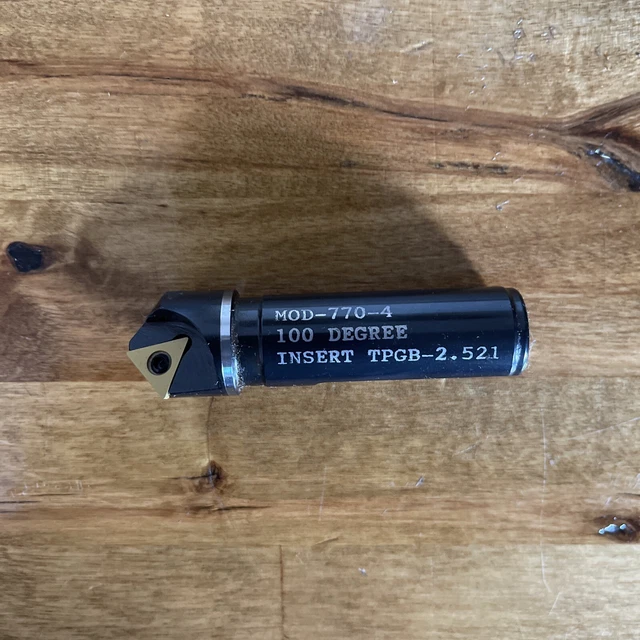 MOD-770-4
100 DEGREE
INSERT TPGB-2.521